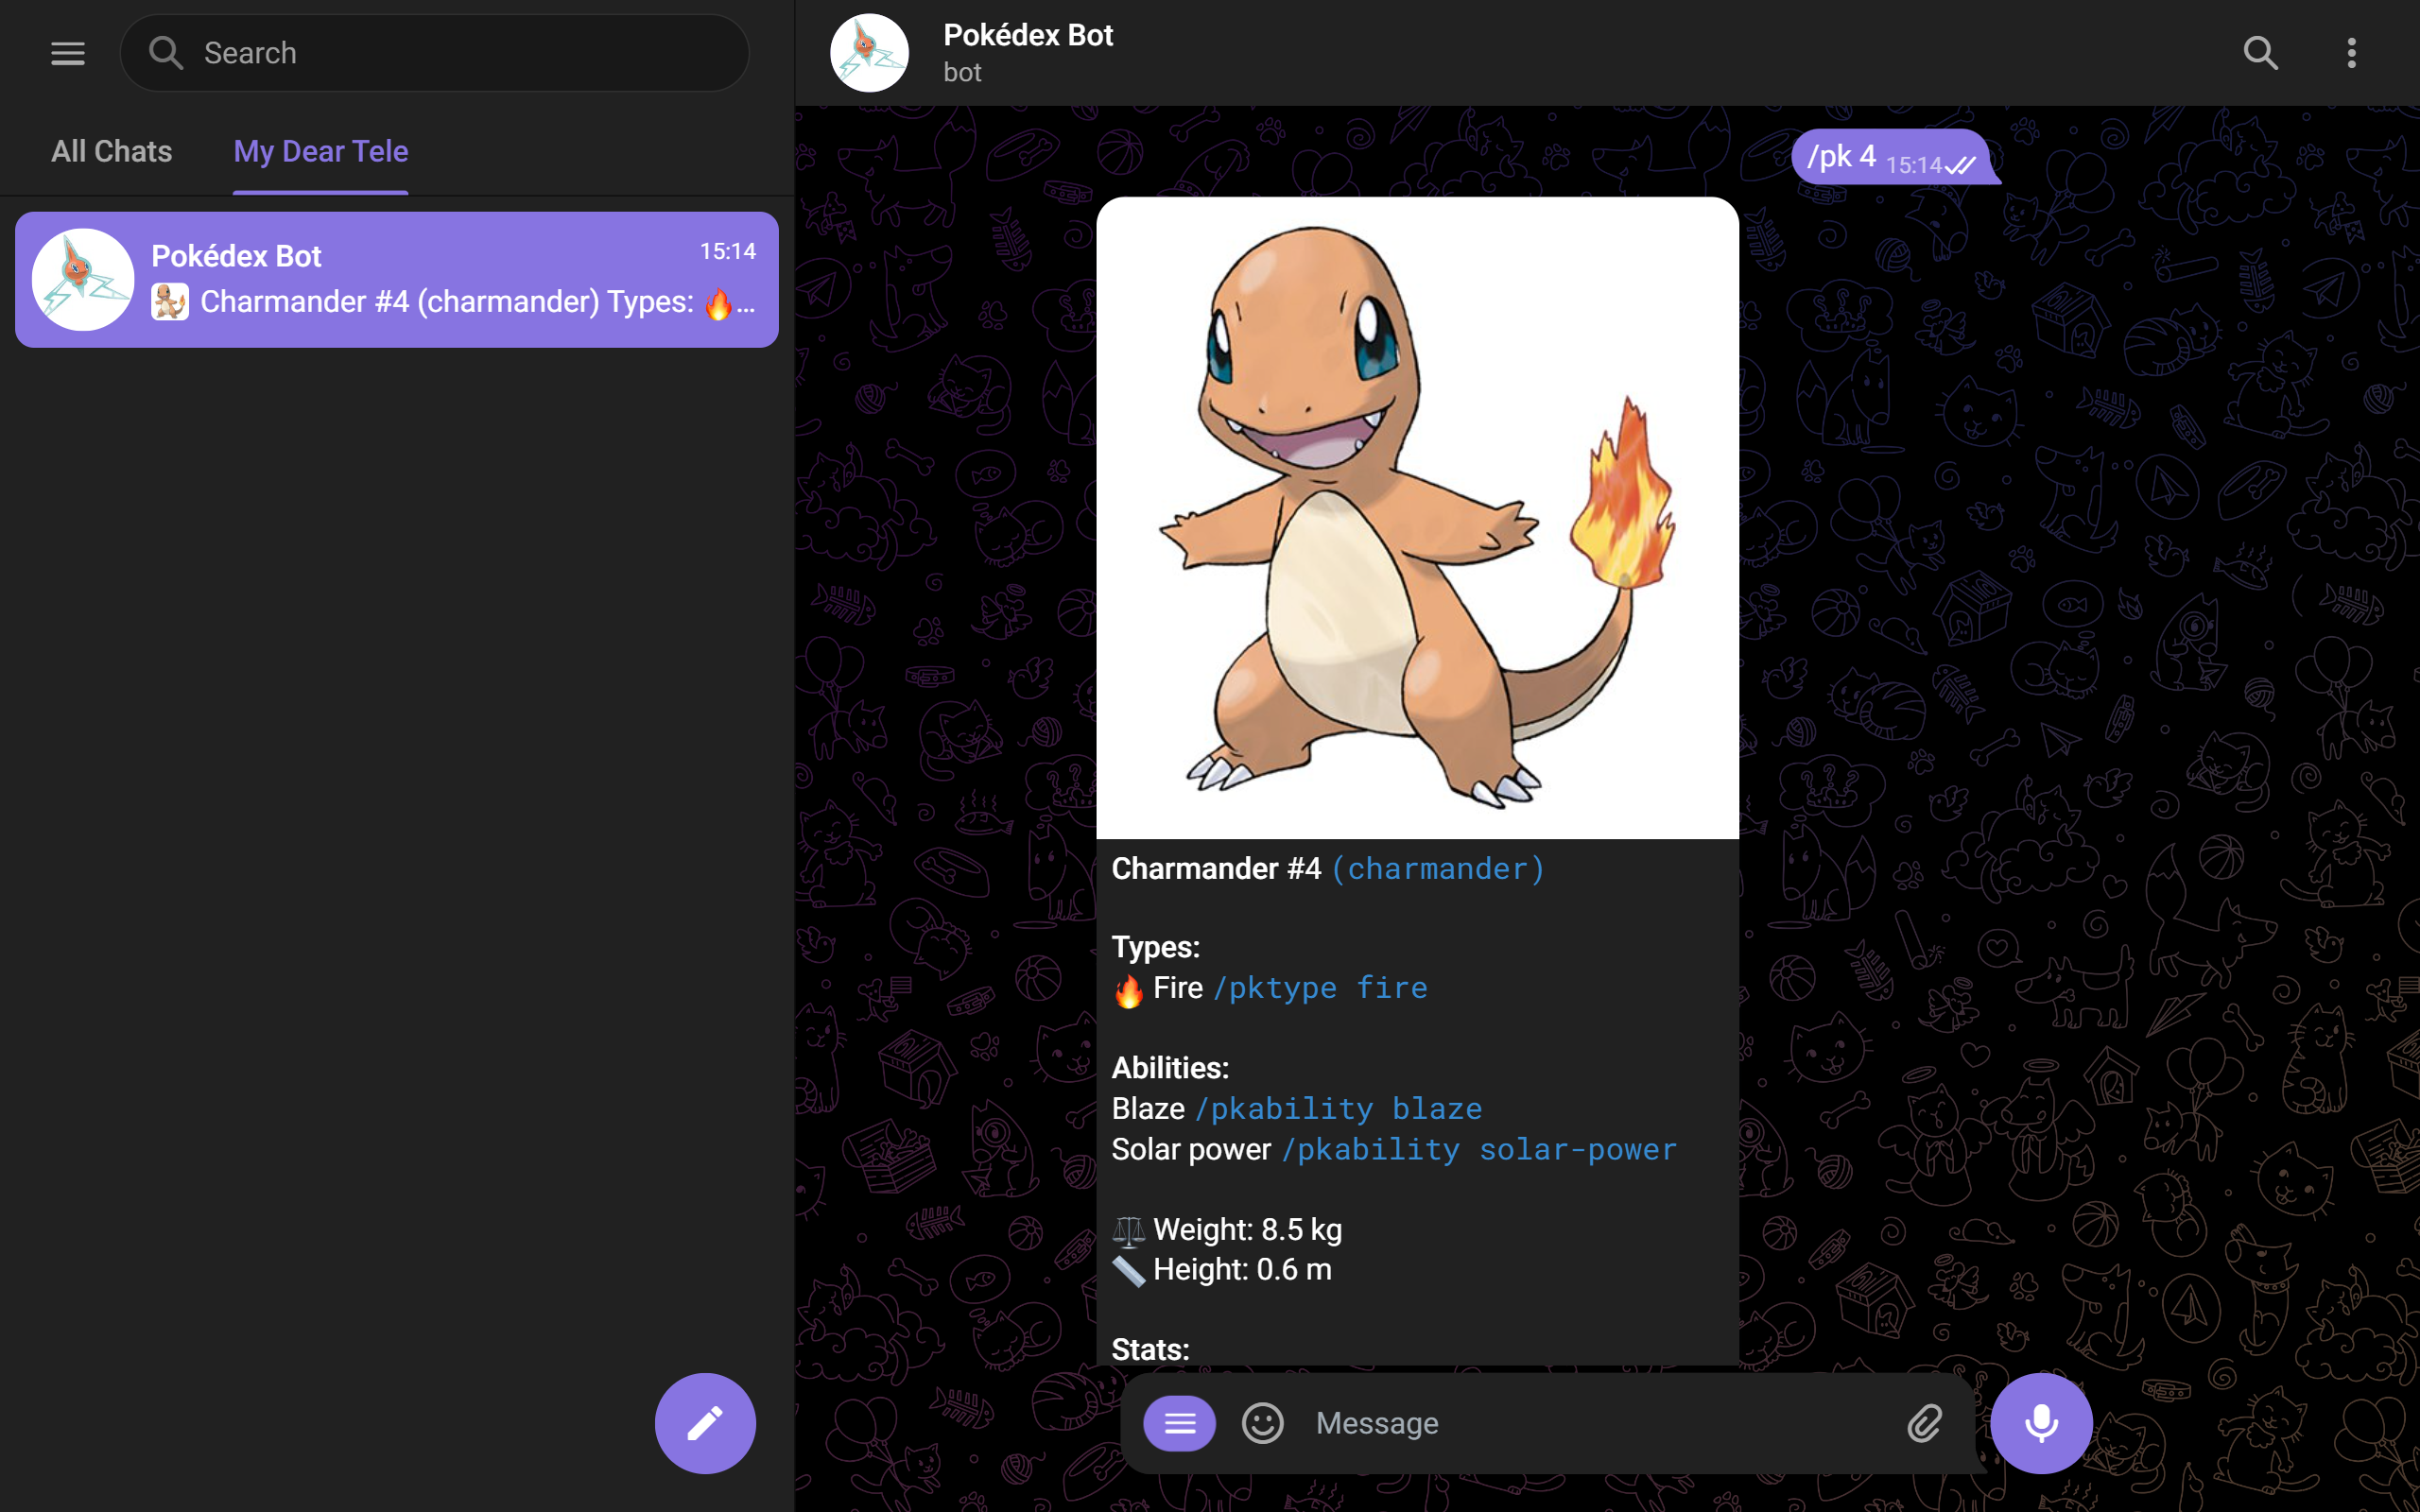 Search
All Chats
My Dear Tele
Pokédex Bot
15:14
Charmander #4 (charmander) Types: 🔥...
Pokédex Bot
bot
/pk 4 15:14
Charmander #4 (charmander)
Types:
🔥 Fire /pktype fire
Abilities:
Blaze /pkability blaze
Solar power /pkability solar-power
⚖️ Weight: 8.5 kg
📏 Height: 0.6 m
Stats:
Message